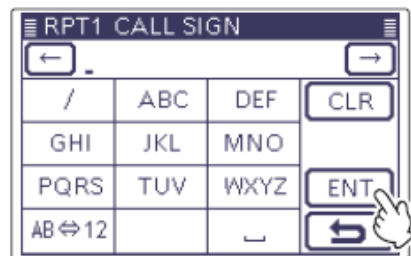 RPT1 CALL SIGN
← _ →
/ ABC DEF CLR
GHI JKL MNO
PQRS TUV WXYZ ENT
AB⇔12 ␣ ⮌